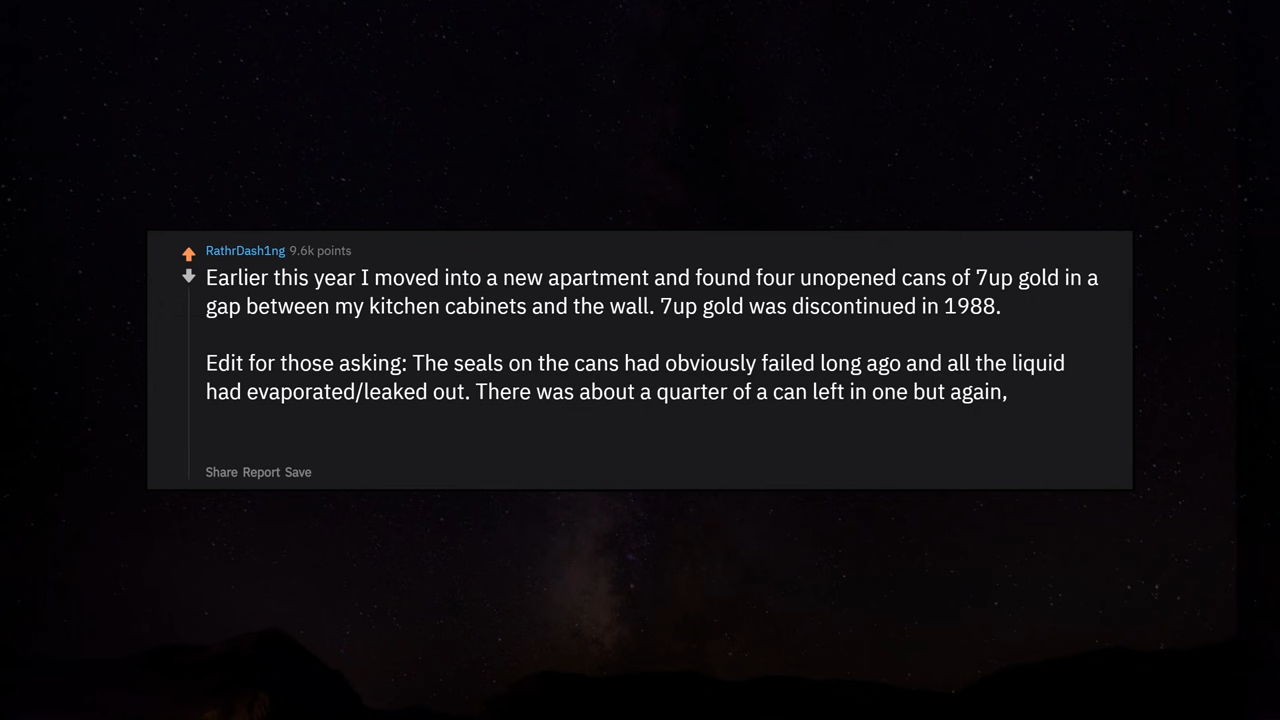 RathrDash1ng 9.6k points
Earlier this year I moved into a new apartment and found four unopened cans of 7up gold in a
gap between my kitchen cabinets and the wall. 7up gold was discontinued in 1988.
Edit for those asking: The seals on the cans had obviously failed long ago and all the liquid
had evaporated/leaked out. There was about a quarter of a can left in one but again,
Share Report Save